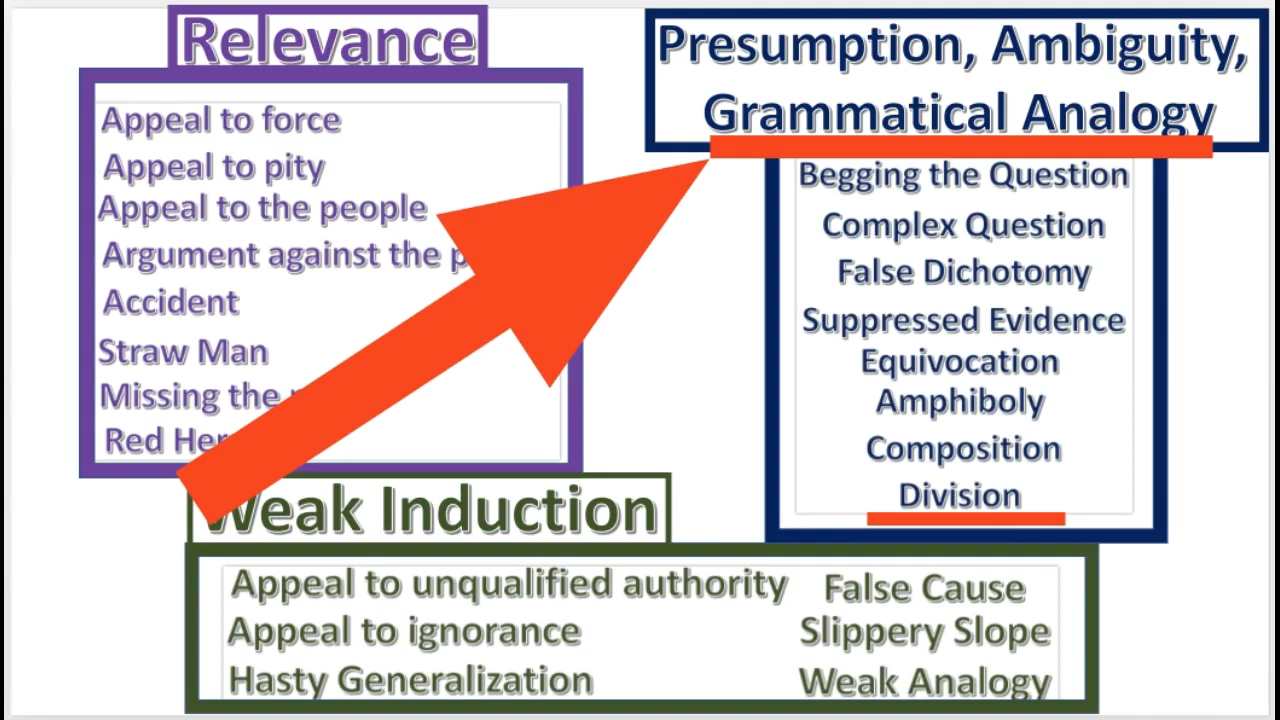 Relevance
Appeal to force
Appeal to pity
Appeal to the people
Argument against the
Accident
Straw Man
Missing the
Red
Presumption, Ambiguity,
Grammatical Analogy
Begging the Question
Complex Question
False Dichotomy
Suppressed Evidence
Equivocation
Amphiboly
Composition
Division
Weak Induction
Appeal to unqualified authority
Appeal to ignorance
Hasty Generalization
False Cause
Slippery Slope
Weak Analogy